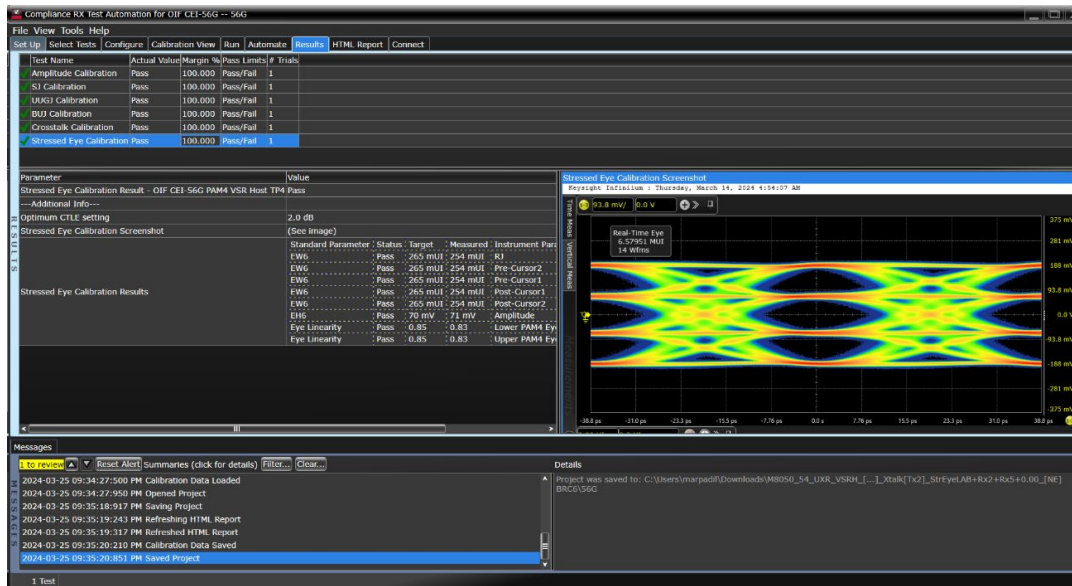 Compliance RX Test Automation for OIF CEI-56G -- 56G
File View Tools Help
Set Up Select Tests Configure Calibration View Run Automate Results HTML Report Connect
Test Name Actual Value Margin % Pass Limits # Trials
Amplitude Calibration Pass 100.000 Pass/Fail 1
SJ Calibration Pass 100.000 Pass/Fail 1
UUGJ Calibration Pass 100.000 Pass/Fail 1
BUJ Calibration Pass 100.000 Pass/Fail 1
Crosstalk Calibration Pass 100.000 Pass/Fail 1
Stressed Eye Calibration Pass 100.000 Pass/Fail 1
RESULTS
Parameter Value
Stressed Eye Calibration Result - OIF CEI-56G PAM4 VSR Host TP4 Pass
---Additional Info---
Optimum CTLE setting 2.0 dB
Stressed Eye Calibration Screenshot (See image)
Stressed Eye Calibration Results
Standard Parameter Status Target Measured Instrument Para
EW6 Pass 265 mUI 254 mUI RJ
EW6 Pass 265 mUI 254 mUI Pre-Cursor2
EW6 Pass 265 mUI 254 mUI Pre-Cursor1
EW6 Pass 265 mUI 254 mUI Post-Cursor1
EW6 Pass 265 mUI 254 mUI Post-Cursor2
EH6 Pass 70 mV 71 mV Amplitude
Eye Linearity Pass 0.85 0.83 Lower PAM4 Eye
Eye Linearity Pass 0.85 0.83 Upper PAM4 Eye
Stressed Eye Calibration Screenshot
Keysight Infiniium : Thursday, March 14, 2024 4:54:07 AM
93.8 mV/ 0.0 V
Time Meas
Vertical Meas
Measurements
Real-Time Eye
6.57951 MUI
14 Wfms
375 mV
281 mV
188 mV
93.8 mV
0.0 V
-93.8 mV
-188 mV
-281 mV
-375 mV
-38.8 ps -31.0 ps -23.3 ps -15.5 ps -7.76 ps 0.0 s 7.76 ps 15.5 ps 23.3 ps 31.0 ps 38.8 ps
Messages
MESSAGES
1 to review Reset Alert Summaries (click for details) Filter... Clear...
2024-03-25 09:34:27:500 PM Calibration Data Loaded
2024-03-25 09:34:27:950 PM Opened Project
2024-03-25 09:35:18:917 PM Saving Project
2024-03-25 09:35:19:243 PM Refreshing HTML Report
2024-03-25 09:35:19:317 PM Refreshed HTML Report
2024-03-25 09:35:20:210 PM Calibration Data Saved
2024-03-25 09:35:20:851 PM Saved Project
Details
Project was saved to: C:\Users\marpadil\Downloads\M8050_54_UXR_VSRH_[...]_Xtalk[Tx2]_StrEyeLAB+Rx2+Rx5+0.00_[NE]
BRC6\56G
1 Test